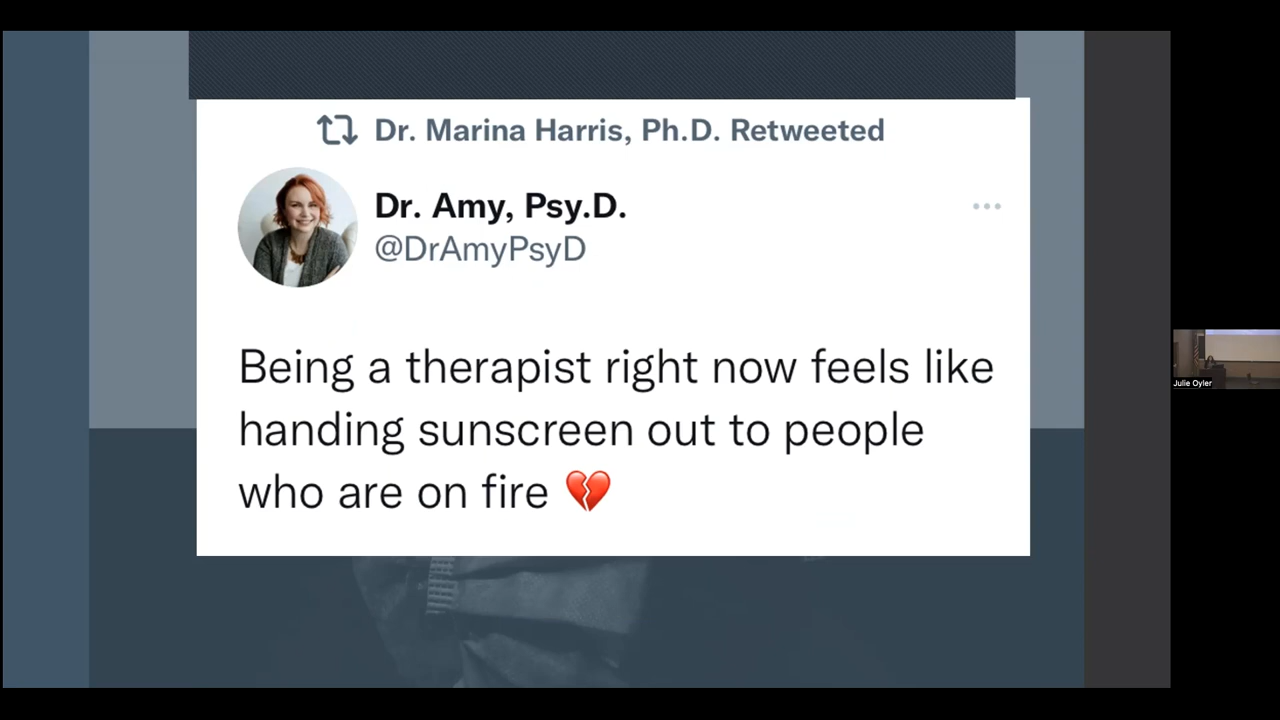 Dr. Marina Harris, Ph.D. Retweeted
Dr. Amy, Psy.D.
@DrAmyPsyD
Being a therapist right now feels like
handing sunscreen out to people
who are on fire 💔
Julie Oyler